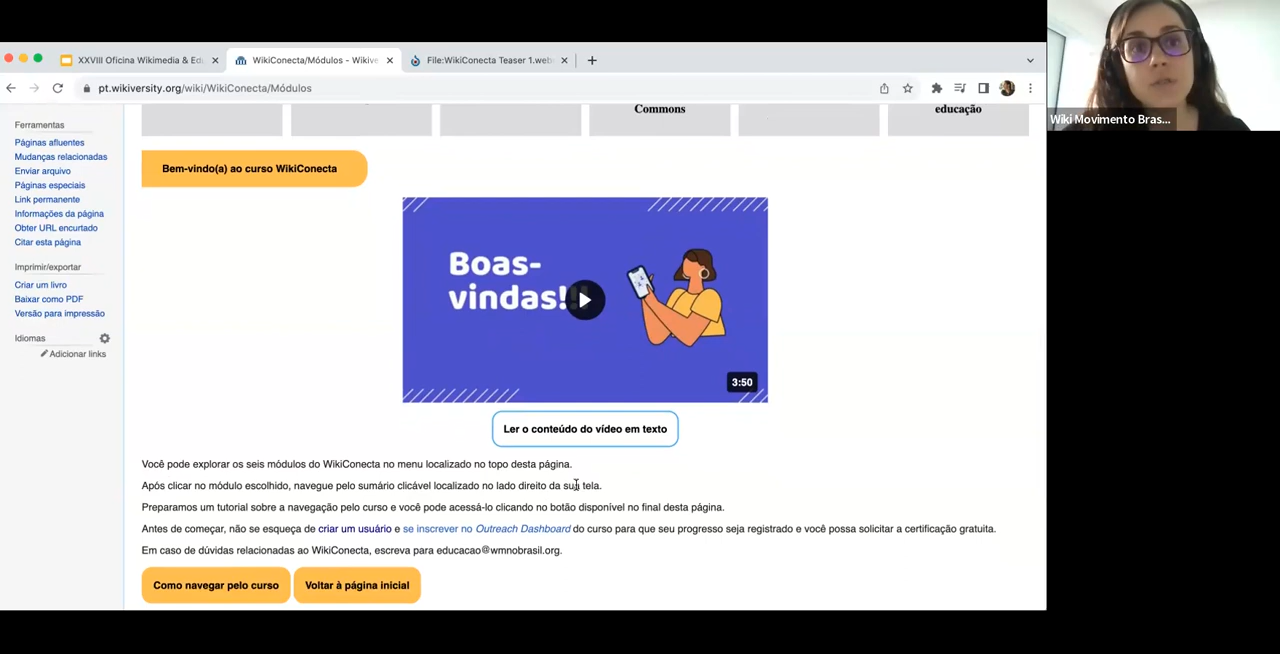 XXVIII Oficina Wikimedia & Edu
WikiConecta/Módulos - Wikive
File:WikiConecta Teaser 1.web
pt.wikiversity.org/wiki/WikiConecta/Módulos
Wiki Movimento Bras...
Commons
educação
Ferramentas
Páginas afluentes
Mudanças relacionadas
Enviar arquivo
Páginas especiais
Link permanente
Informações da página
Obter URL encurtado
Citar esta página
Imprimir/exportar
Criar um livro
Baixar como PDF
Versão para impressão
Idiomas
Adicionar links
Bem-vindo(a) ao curso WikiConecta
Boas-
vindas!
3:50
Ler o conteúdo do vídeo em texto
Você pode explorar os seis módulos do WikiConecta no menu localizado no topo desta página.
Após clicar no módulo escolhido, navegue pelo sumário clicável localizado no lado direito da sua tela.
Preparamos um tutorial sobre a navegação pelo curso e você pode acessá-lo clicando no botão disponível no final desta página.
Antes de começar, não se esqueça de criar um usuário e se inscrever no Outreach Dashboard do curso para que seu progresso seja registrado e você possa solicitar a certificação gratuita.
Em caso de dúvidas relacionadas ao WikiConecta, escreva para educacao@wmnobrasil.org.
Como navegar pelo curso
Voltar à página inicial